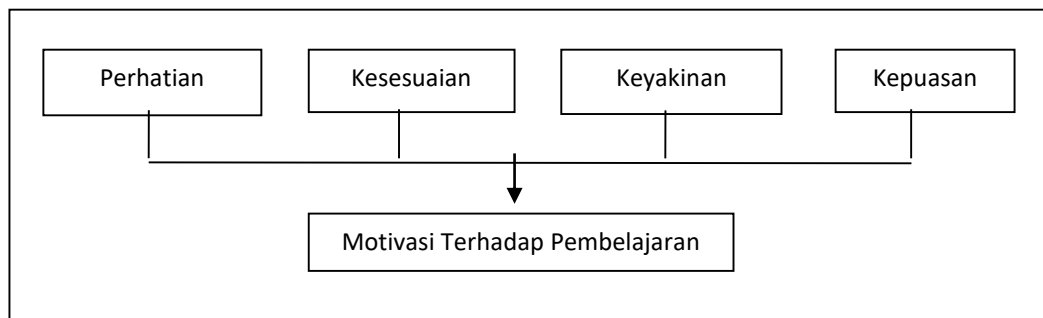 Perhatian
Kesesuaian
Keyakinan
Kepuasan
Motivasi Terhadap Pembelajaran